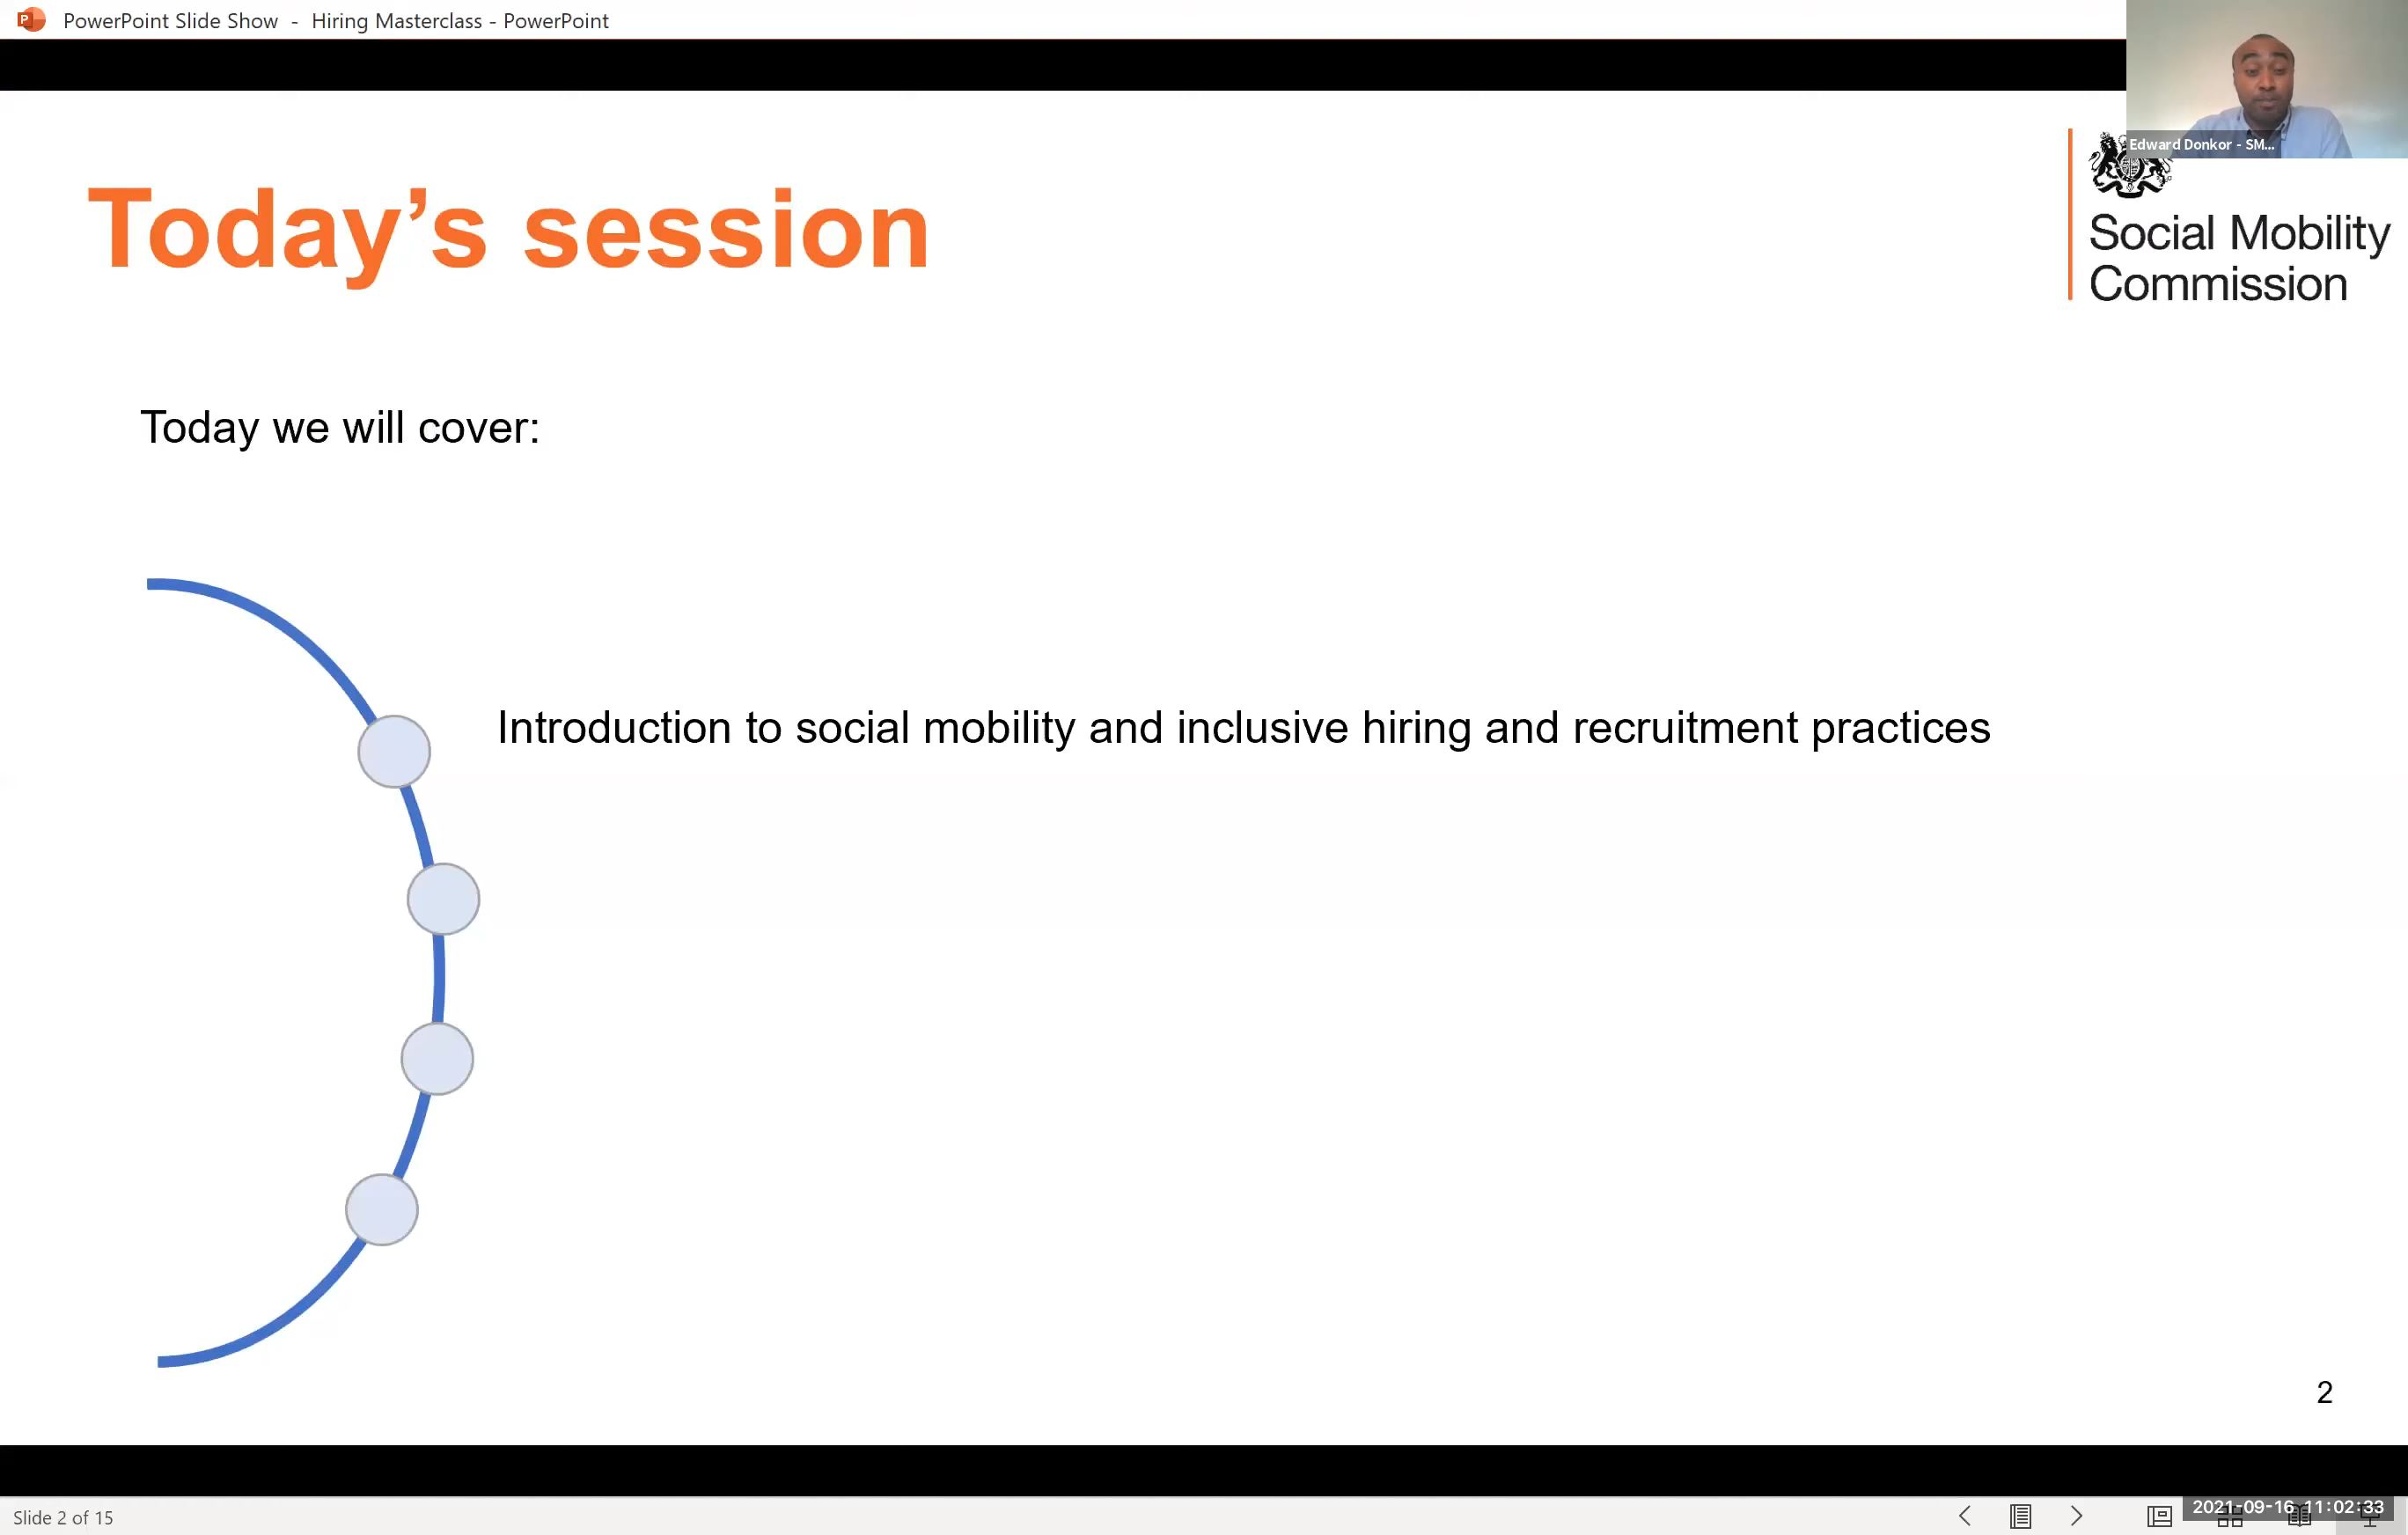 PowerPoint Slide Show - Hiring Masterclass - PowerPoint
Edward Donkor - SM...
Today’s session
Social Mobility
Commission
Today we will cover:
Introduction to social mobility and inclusive hiring and recruitment practices
2
Slide 2 of 15
2021-09-16 11:02:33